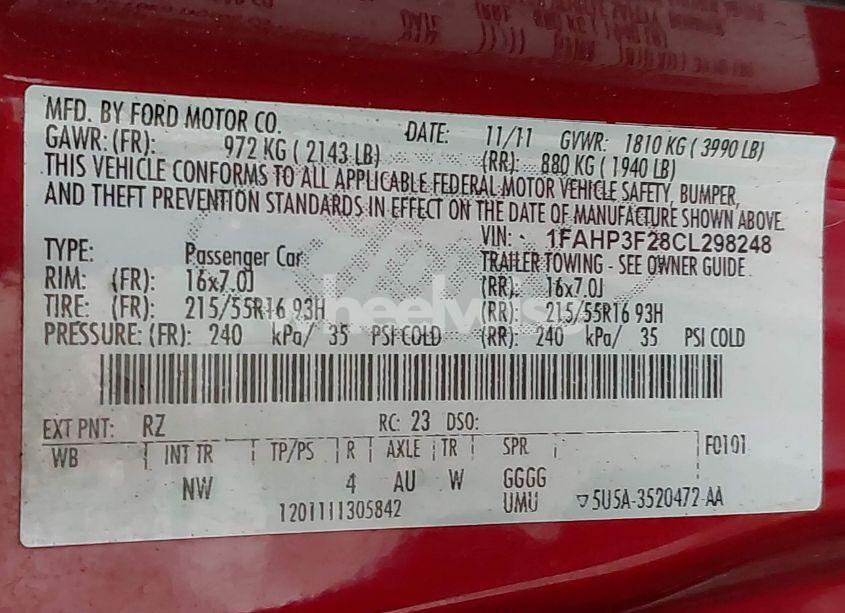 MFD. BY FORD MOTOR CO. DATE: 11/11 GVWR: 1810 KG ( 3990 LB)
GAWR: (FR): 972 KG ( 2143 LB) (RR): 880 KG ( 1940 LB)
THIS VEHICLE CONFORMS TO ALL APPLICABLE FEDERAL MOTOR VEHICLE SAFETY, BUMPER,
AND THEFT PREVENTION STANDARDS IN EFFECT ON THE DATE OF MANUFACTURE SHOWN ABOVE.
VIN: 1FAHP3F28CL298248
TYPE: Passenger Car TRAILER TOWING - SEE OWNER GUIDE
RIM: (FR): 16x7.0J (RR): 16x7.0J
TIRE: (FR): 215/55R16 93H (RR): 215/55R16 93H
PRESSURE: (FR): 240 kPa/ 35 PSI COLD (RR): 240 kPa/ 35 PSI COLD
EXT PNT: RZ RC: 23 DSO:
WB INT TR TP/PS R AXLE TR SPR F0101
NW 4 AU W GGGG
1201111305842 UMU 5U5A-3520472-AA